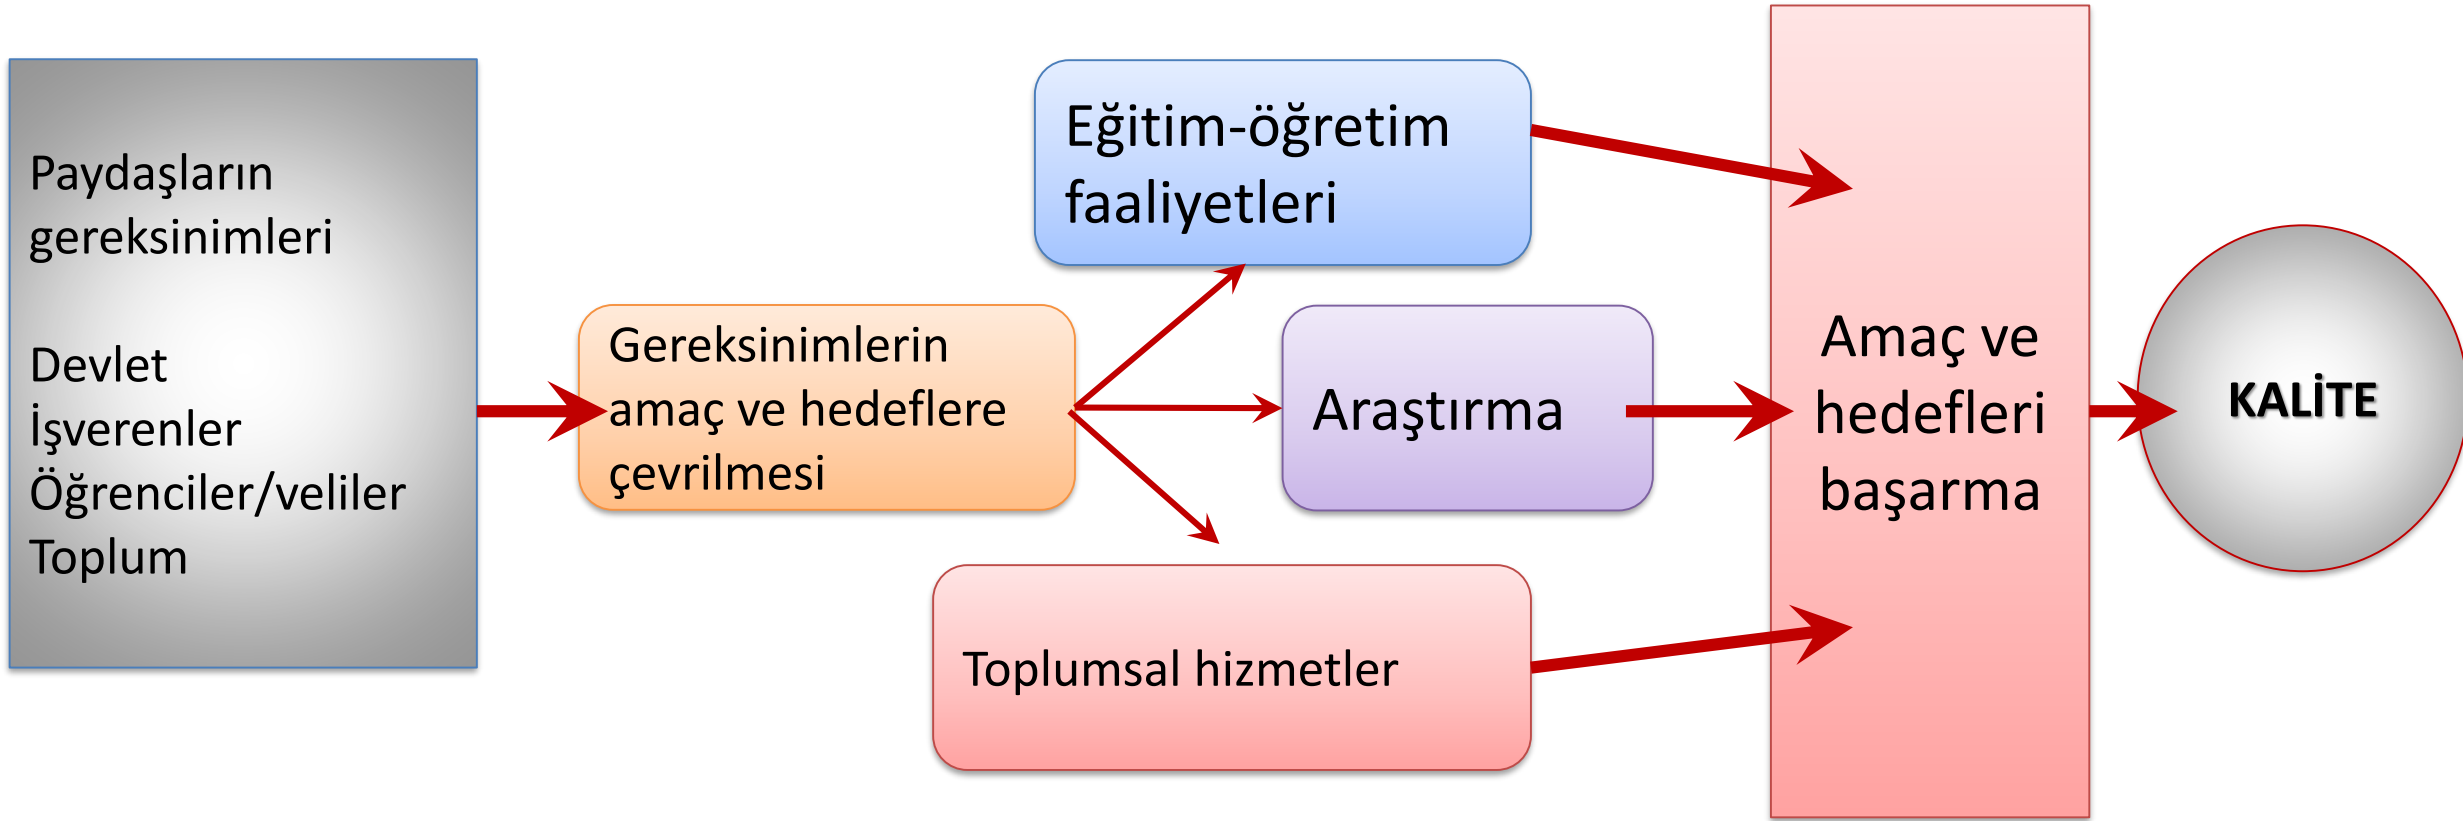 Paydaşların
gereksinimleri
Devlet
İşverenler
Öğrenciler/veliler
Toplum
Gereksinimlerin
amaç ve hedeflere
çevrilmesi
Eğitim-öğretim
faaliyetleri
Araştırma
Toplumsal hizmetler
Amaç ve
hedefleri
başarma
KALİTE